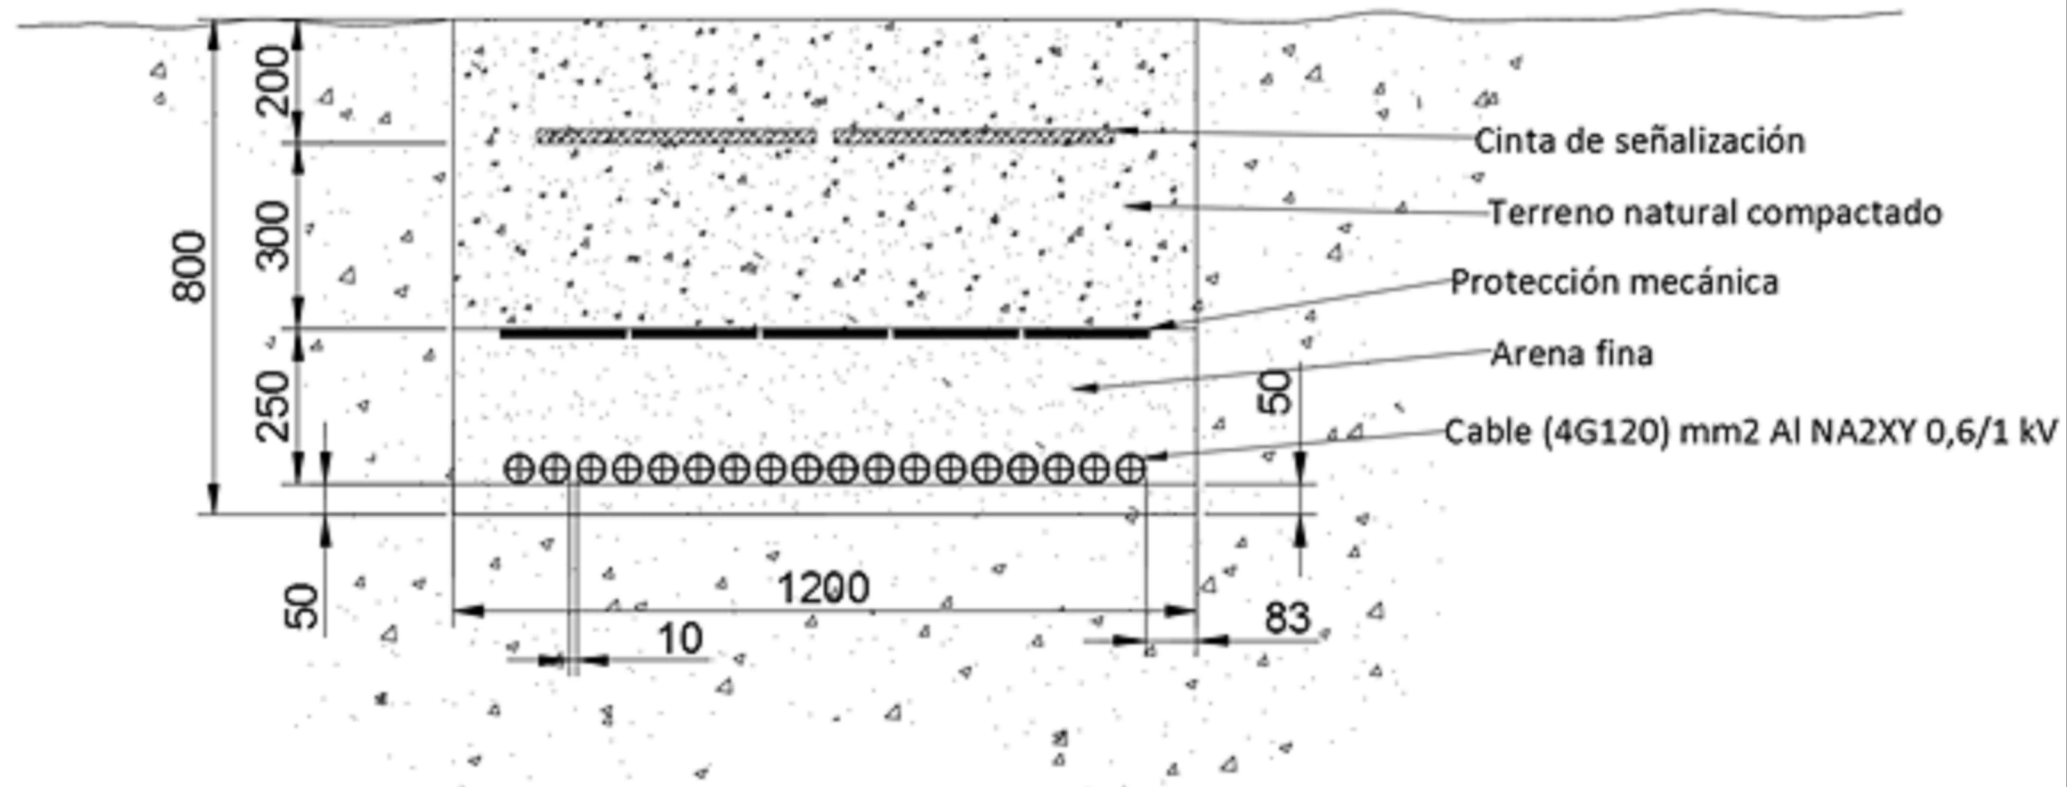 200
300
800
250
50
Cinta de señalización
Terreno natural compactado
Protección mecánica
Arena fina
50
Cable (4G120) mm2 Al NA2XY 0,6/1 kV
1200
10
83